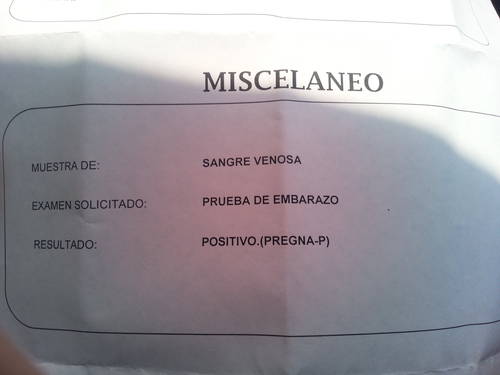 MISCELANEO
MUESTRA DE: SANGRE VENOSA
EXAMEN SOLICITADO: PRUEBA DE EMBARAZO
RESULTADO: POSITIVO.(PREGNA-P)